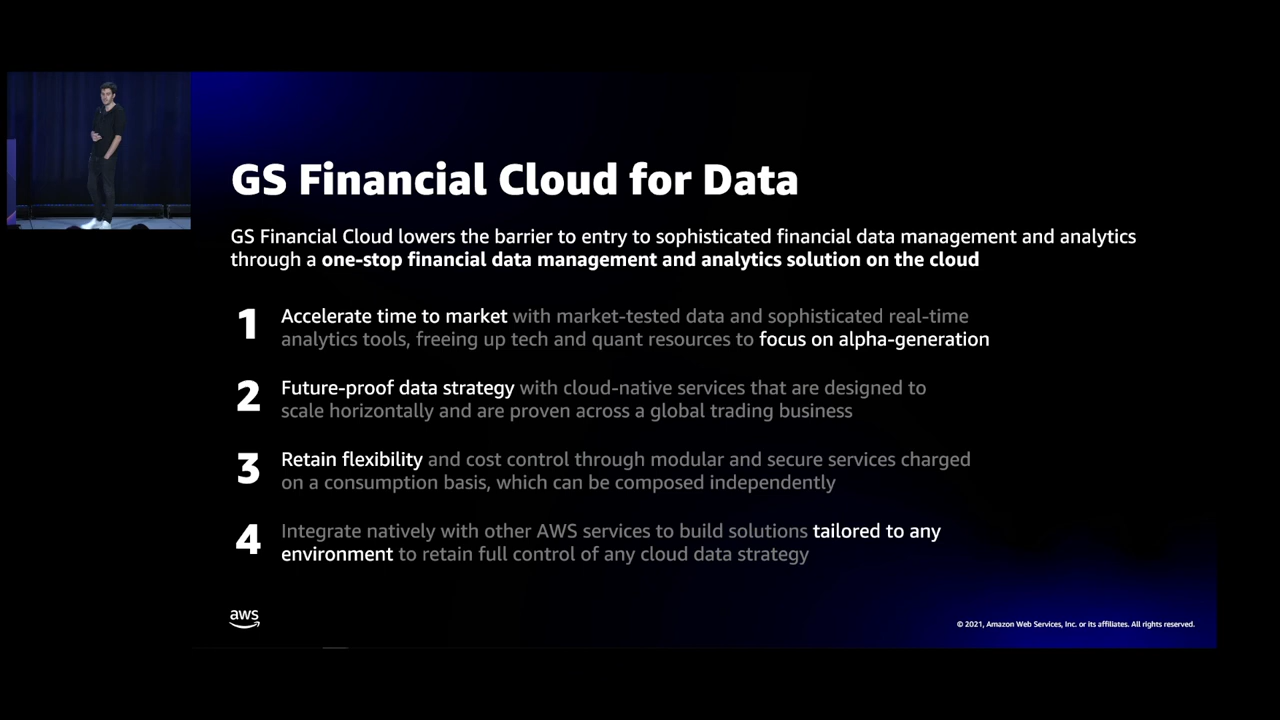 GS Financial Cloud for Data
GS Financial Cloud lowers the barrier to entry to sophisticated financial data management and analytics
through a one-stop financial data management and analytics solution on the cloud
1
Accelerate time to market with market-tested data and sophisticated real-time
analytics tools, freeing up tech and quant resources to focus on alpha-generation
2
Future-proof data strategy with cloud-native services that are designed to
scale horizontally and are proven across a global trading business
3
Retain flexibility and cost control through modular and secure services charged
on a consumption basis, which can be composed independently
4
Integrate natively with other AWS services to build solutions tailored to any
environment to retain full control of any cloud data strategy
aws
© 2021, Amazon Web Services, Inc. or its affiliates. All rights reserved.